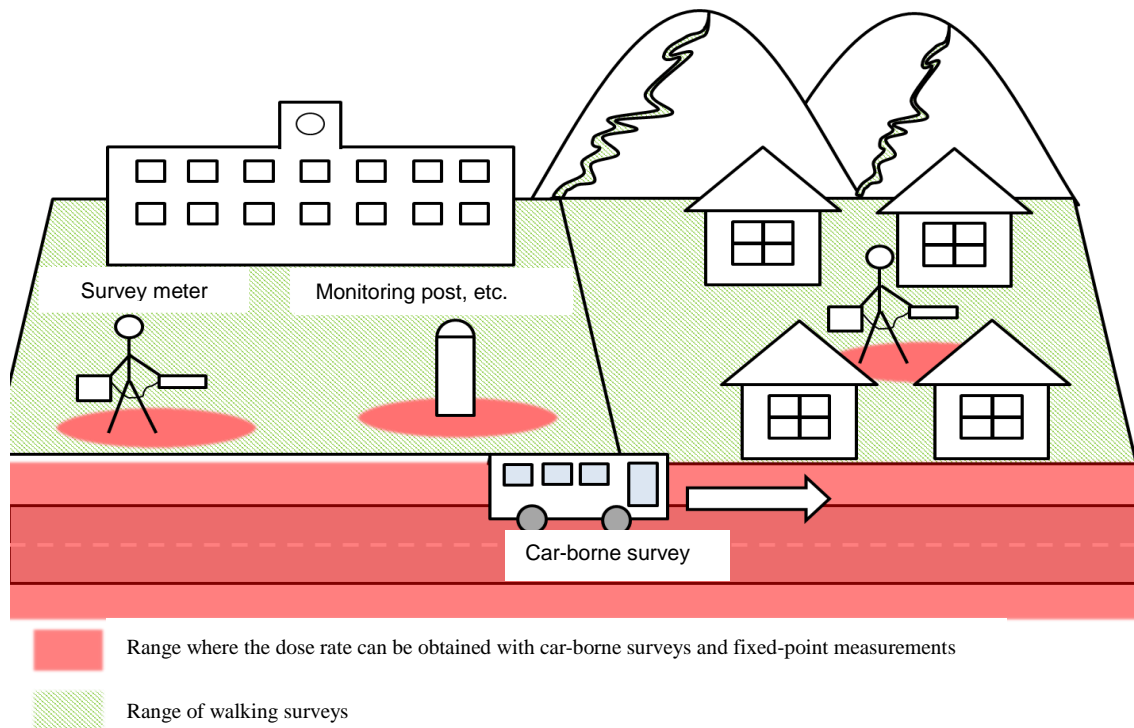 Survey meter
Monitoring post, etc.
Car-borne survey
Range where the dose rate can be obtained with car-borne surveys and fixed-point measurements
Range of walking surveys